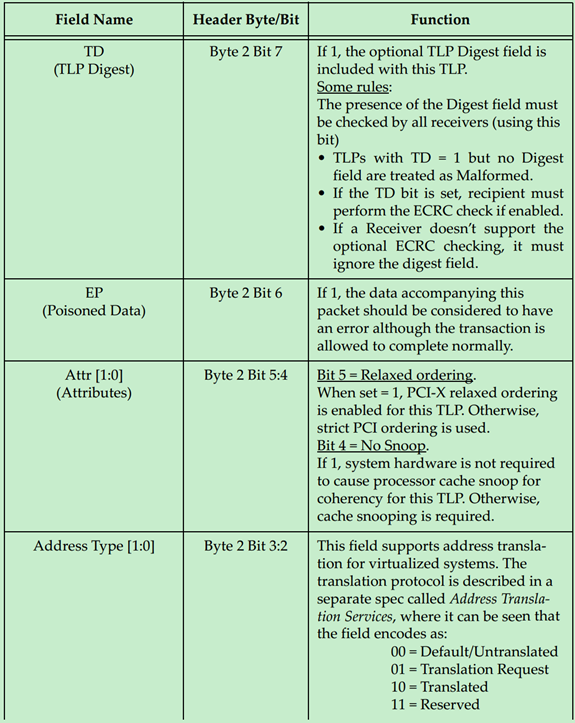 Field Name Header Byte/Bit Function
TD Byte 2 Bit 7 If 1, the optional TLP Digest field is
(TLP Digest) included with this TLP.
Some rules:
The presence of the Digest field must
be checked by all receivers (using this
bit)
• TLPs with TD = 1 but no Digest
field are treated as Malformed.
• If the TD bit is set, recipient must
perform the ECRC check if enabled.
• If a Receiver doesn't support the
optional ECRC checking, it must
ignore the digest field.
EP Byte 2 Bit 6 If 1, the data accompanying this
(Poisoned Data) packet should be considered to have
an error although the transaction is
allowed to complete normally.
Attr [1:0] Byte 2 Bit 5:4 Bit 5 = Relaxed ordering.
(Attributes) When set = 1, PCI-X relaxed ordering
is enabled for this TLP. Otherwise,
strict PCI ordering is used.
Bit 4 = No Snoop.
If 1, system hardware is not required
to cause processor cache snoop for
coherency for this TLP. Otherwise,
cache snooping is required.
Address Type [1:0] Byte 2 Bit 3:2 This field supports address transla-
tion for virtualized systems. The
translation protocol is described in a
separate spec called Address Transla-
tion Services, where it can be seen that
the field encodes as:
00 = Default/Untranslated
01 = Translation Request
10 = Translated
11 = Reserved